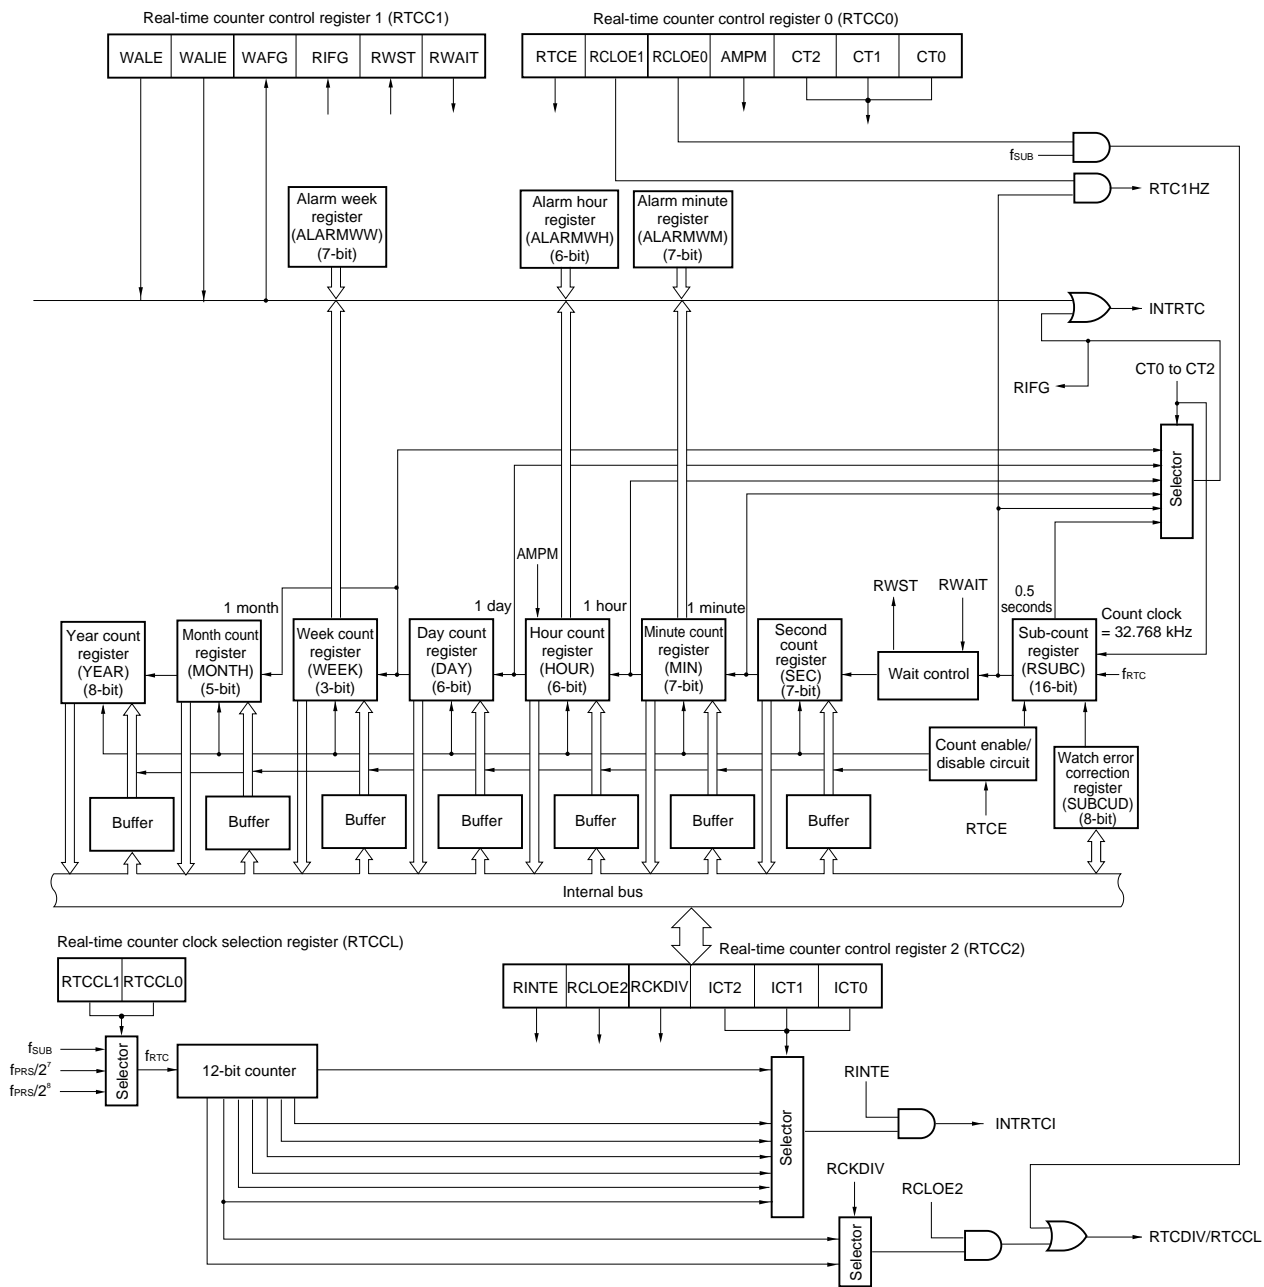 Real-time counter control register 1 (RTCC1)
Real-time counter control register 0 (RTCC0)
WALE WALIE WAFG RIFG RWST RWAIT
RTCE RCLOE1 RCLOE0 AMPM CT2 CT1 CT0
fSUB
RTC1HZ
Alarm week
register
(ALARMWW)
(7-bit)
Alarm hour
register
(ALARMWH)
(6-bit)
Alarm minute
register
(ALARMWM)
(7-bit)
INTRTC
CT0 to CT2
RIFG
Selector
AMPM
RWST
RWAIT
0.5
seconds
Count clock
= 32.768 kHz
1 month
1 day
1 hour
1 minute
Year count
register
(YEAR)
(8-bit)
Month count
register
(MONTH)
(5-bit)
Week count
register
(WEEK)
(3-bit)
Day count
register
(DAY)
(6-bit)
Hour count
register
(HOUR)
(6-bit)
Minute count
register
(MIN)
(7-bit)
Second
count
register
(SEC)
(7-bit)
Wait control
Sub-count
register
(RSUBC)
(16-bit)
fRTC
Count enable/
disable circuit
Watch error
correction
register
(SUBCUD)
(8-bit)
RTCE
Buffer
Buffer
Buffer
Buffer
Buffer
Buffer
Buffer
Internal bus
Real-time counter clock selection register (RTCCL)
Real-time counter control register 2 (RTCC2)
RTCCL1 RTCCL0
RINTE RCLOE2 RCKDIV ICT2 ICT1 ICT0
fSUB
fPRS/2⁷
fPRS/2⁸
Selector
fRTC
12-bit counter
Selector
RINTE
INTRTCI
RCKDIV
RCLOE2
Selector
RTCDIV/RTCCL